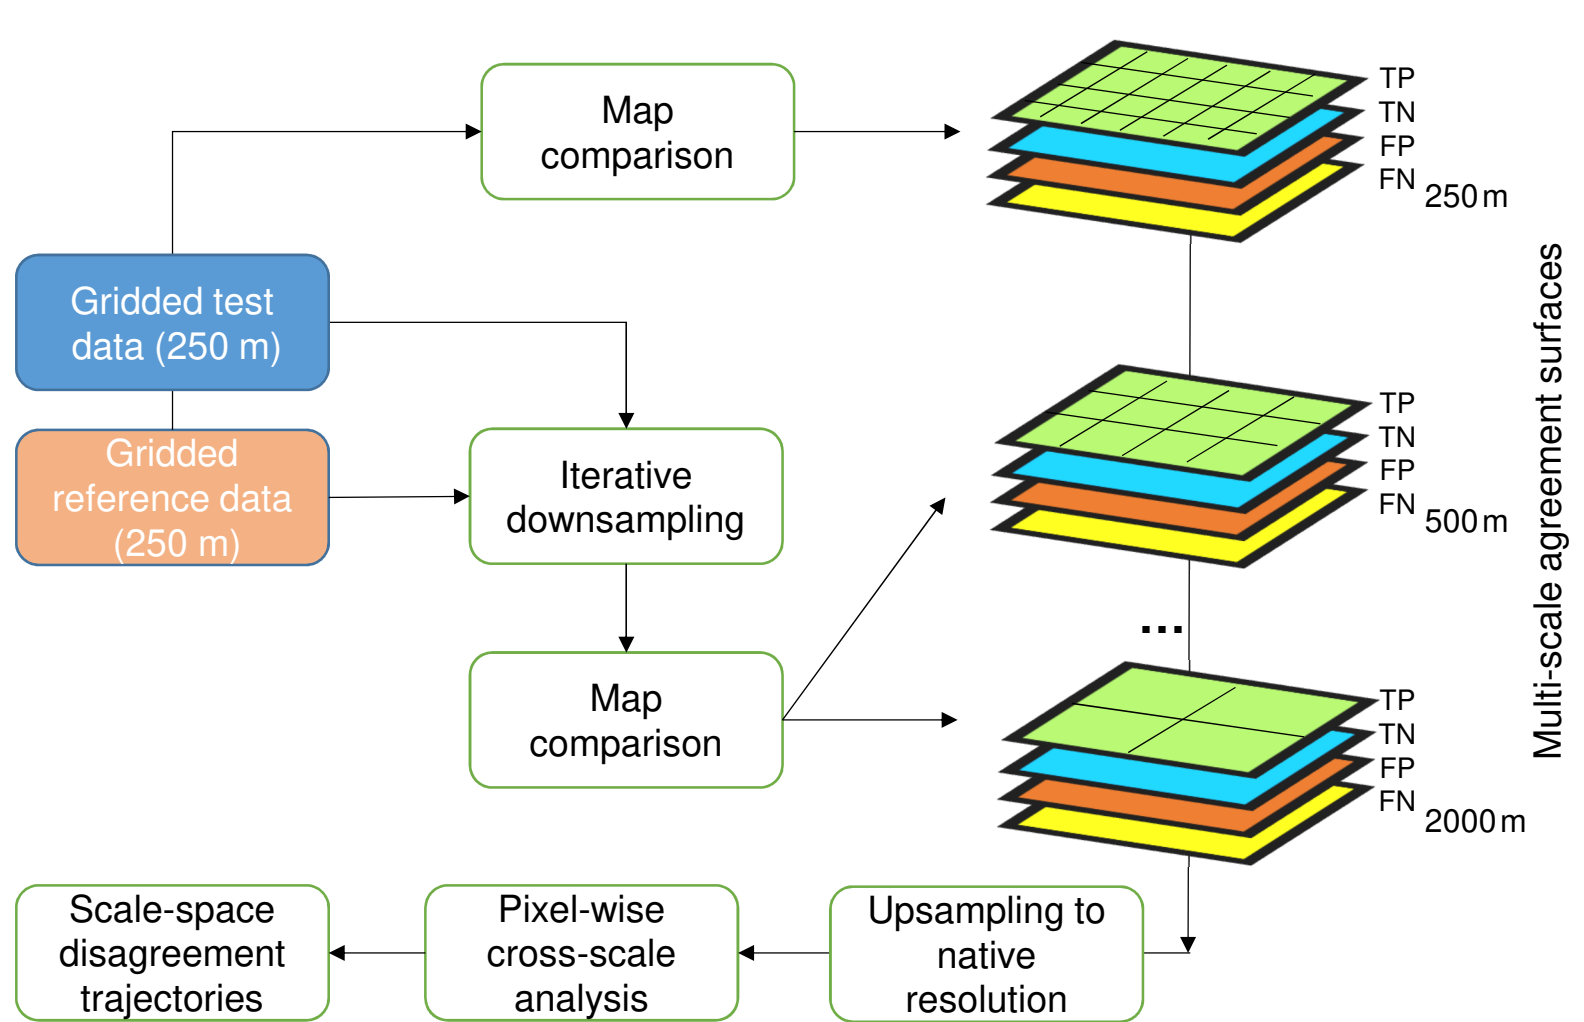 Map
comparison
TP
TN
FP
FN
250 m
Gridded test
data (250 m)
Gridded
reference data
(250 m)
Iterative
downsampling
TP
TN
FP
FN
500 m
...
Map
comparison
TP
TN
FP
FN
2000 m
Multi-scale agreement surfaces
Scale-space
disagreement
trajectories
Pixel-wise
cross-scale
analysis
Upsampling to
native
resolution